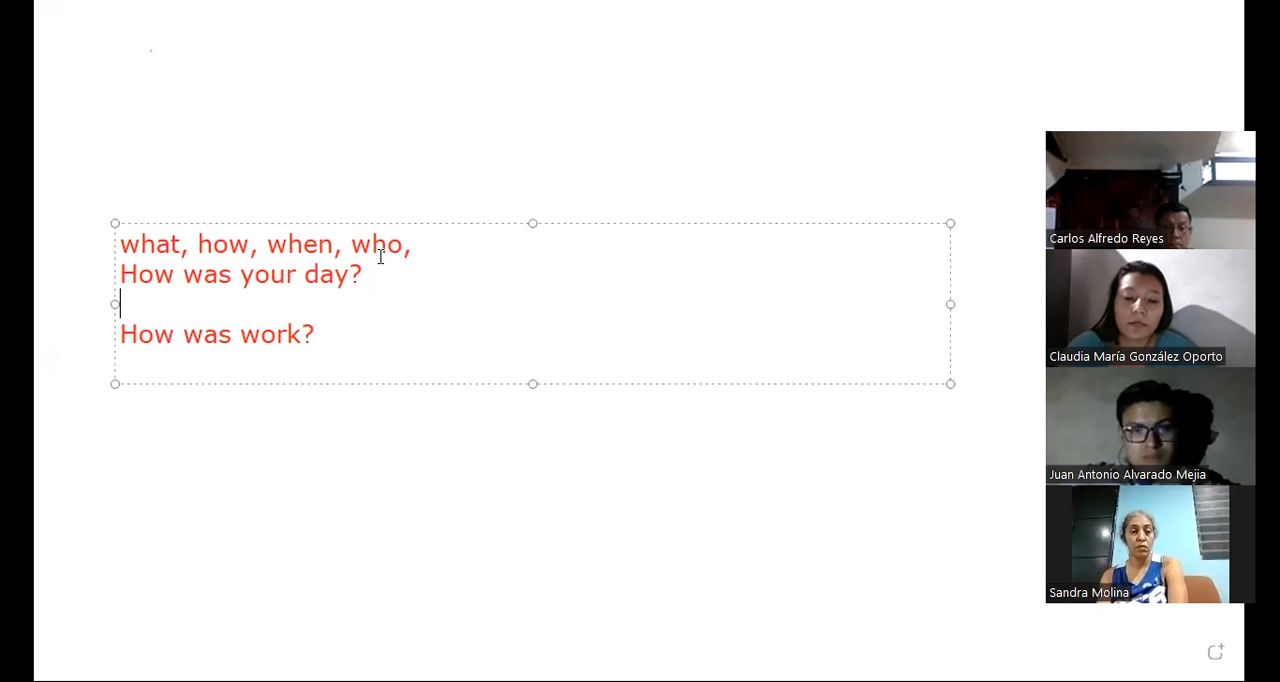 what, how, when, who,
How was your day?
How was work?
Carlos Alfredo Reyes
Claudia María González Oporto
Juan Antonio Alvarado Mejia
Sandra Molina